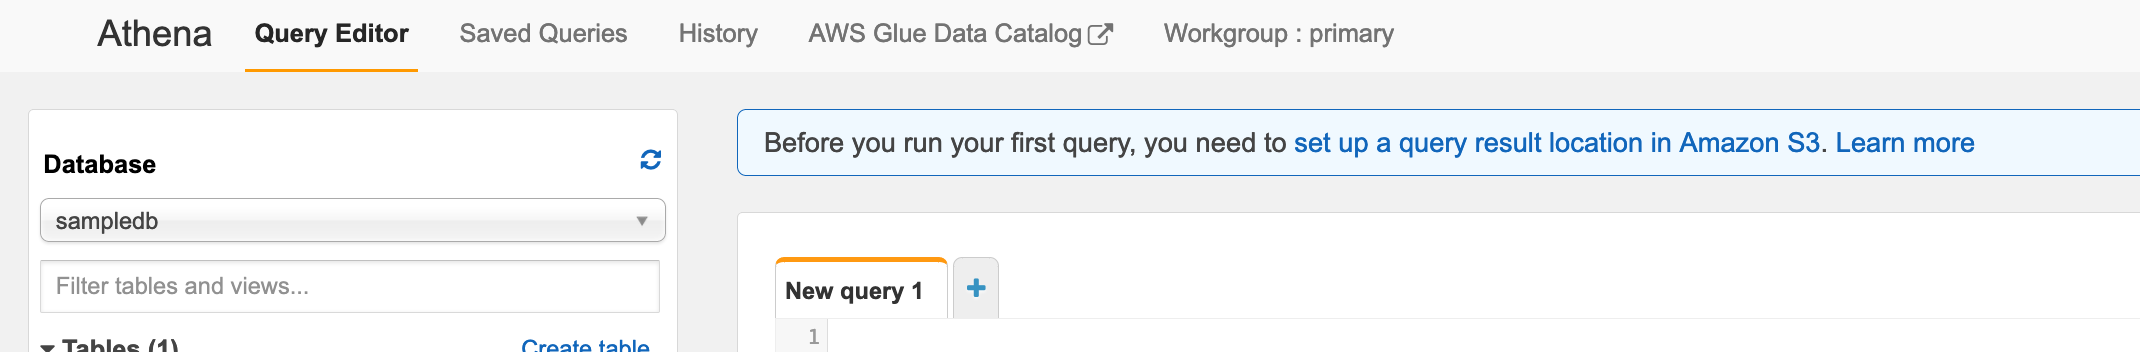 Athena Query Editor Saved Queries History AWS Glue Data Catalog Workgroup : primary
Before you run your first query, you need to set up a query result location in Amazon S3. Learn more
Database
sampledb
Filter tables and views...
Tables (1) Create table
New query 1
1